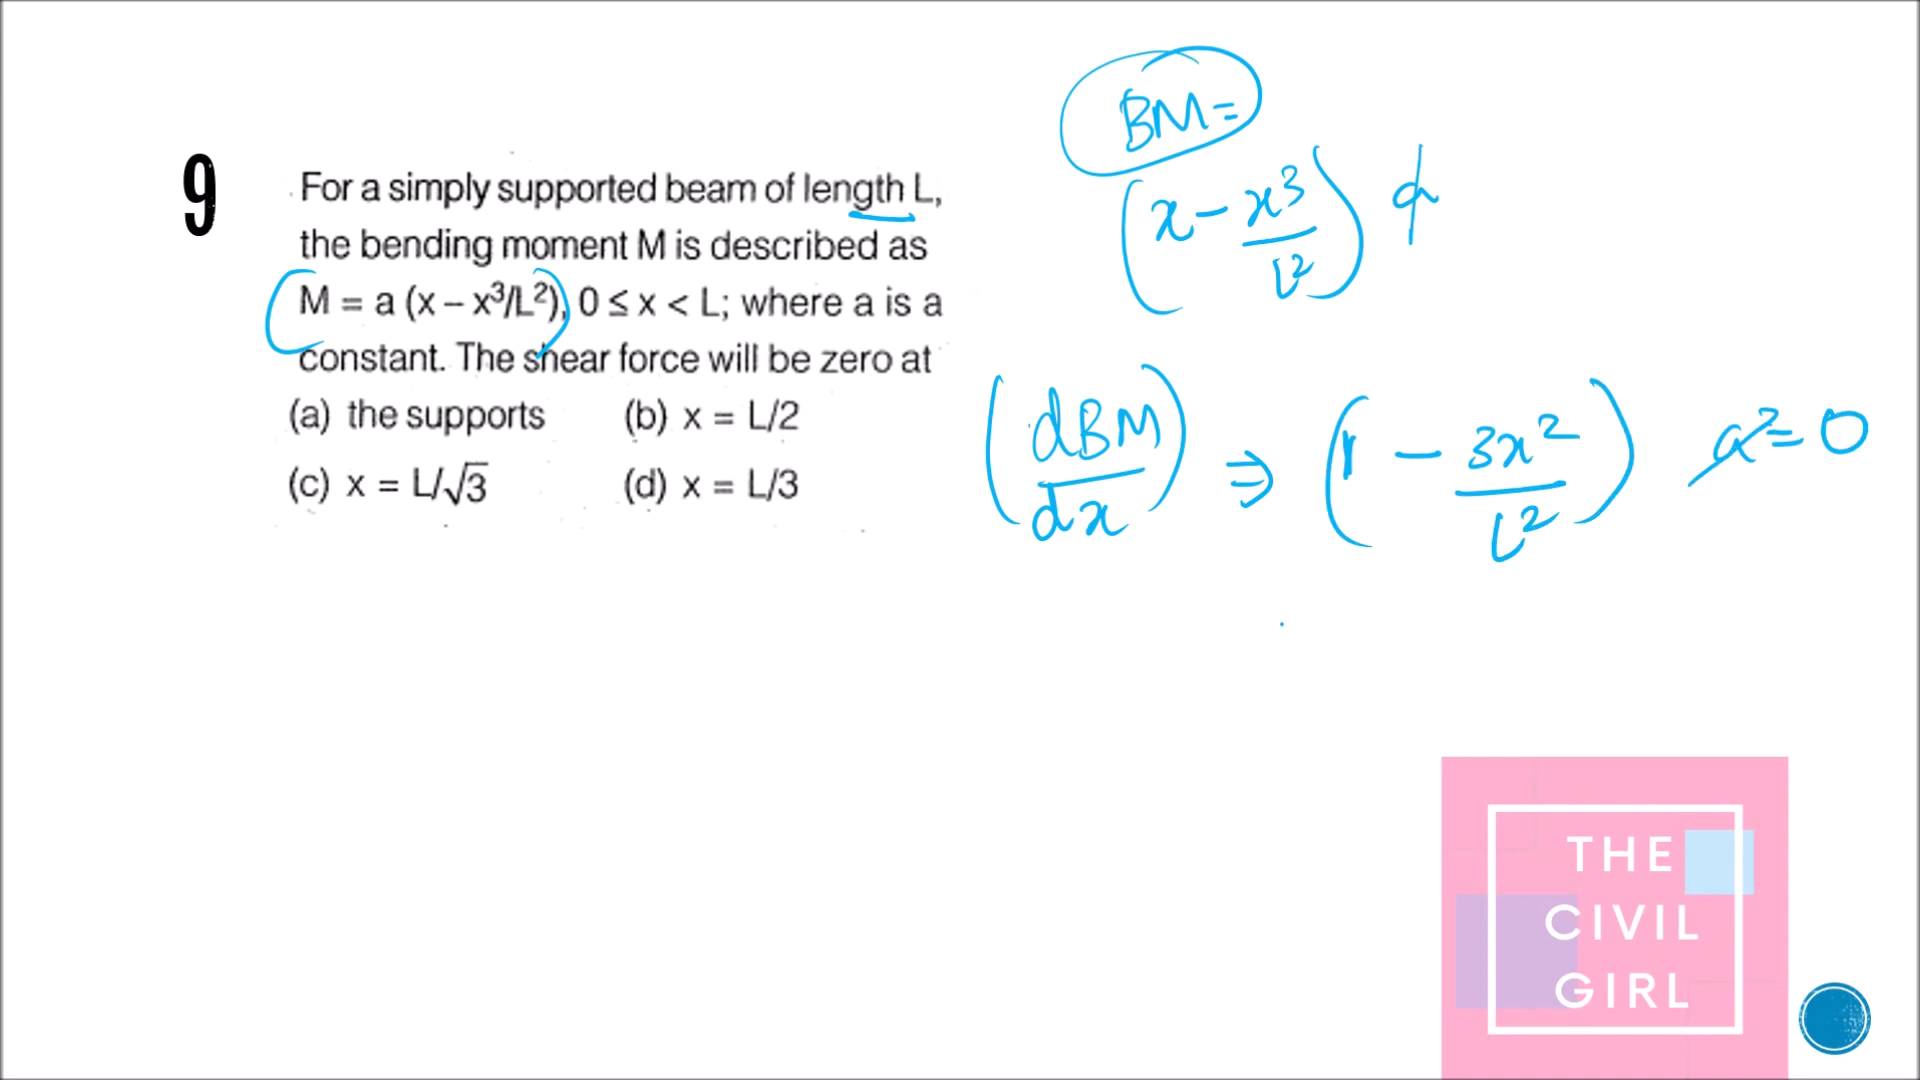 9
For a simply supported beam of length L,
the bending moment M is described as
M = a (x – x³/L²), 0 ≤ x < L; where a is a
constant. The shear force will be zero at
(a) the supports (b) x = L/2
(c) x = L/√3 (d) x = L/3
BM=
(x - x³/L²) a
(dBM/dx) ⇒ (1 - 3x²/L²) a = 0
THE
CIVIL
GIRL